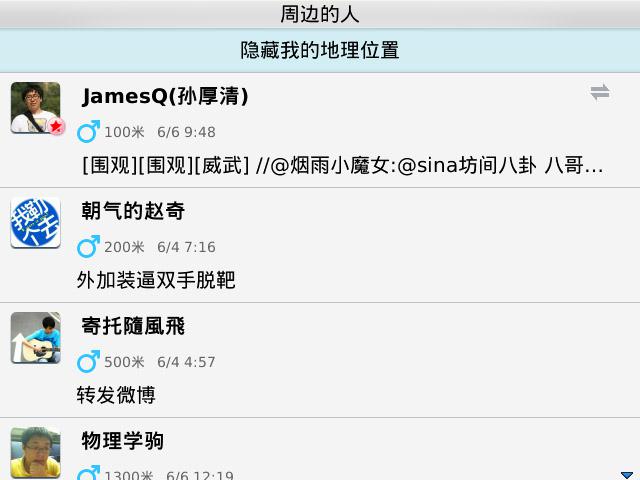 周边的人
隐藏我的地理位置
JamesQ(孙厚清)
100米 6/6 9:48
[围观][围观][威武] //@烟雨小魔女:@sina坊间八卦 八哥...
朝气的赵奇
200米 6/4 7:16
外加装逼双手脱靶
寄托隨風飛
500米 6/4 4:57
转发微博
物理学驹
1300米 6/6 12:19